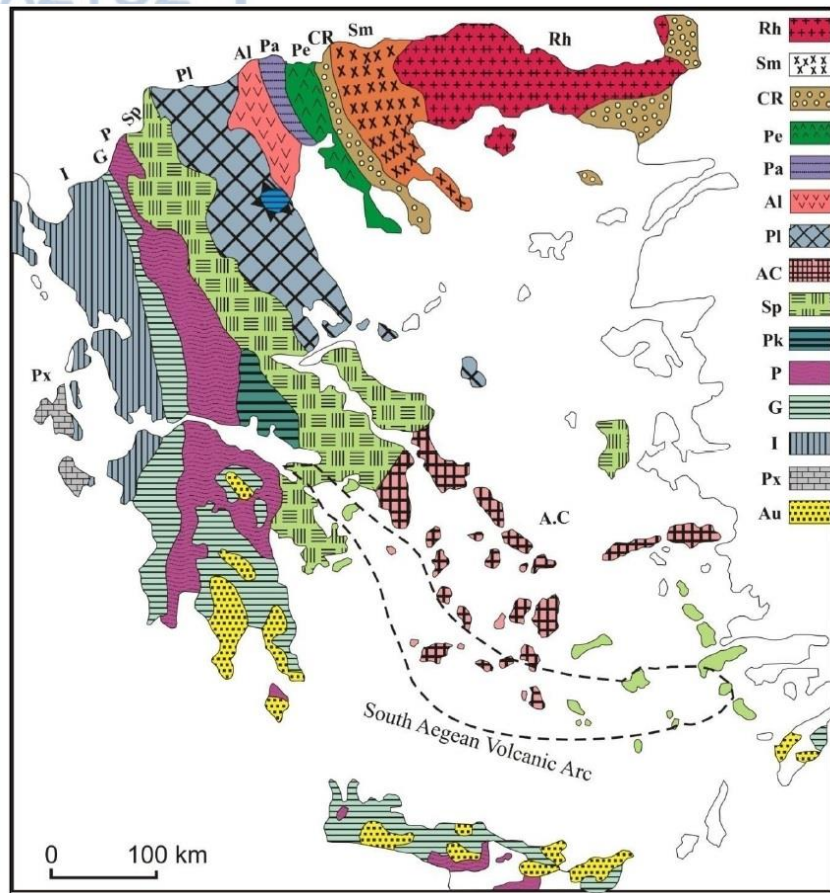 Rh
Sm
CR
Pe
Pa
Al
Pl
AC
Sp
Pk
P
G
I
Px
Au
I
G
P
Sp
Pl
Al
Pa
Pe
CR
Sm
Rh
Px
A.C
South Aegean Volcanic Arc
0 100 km